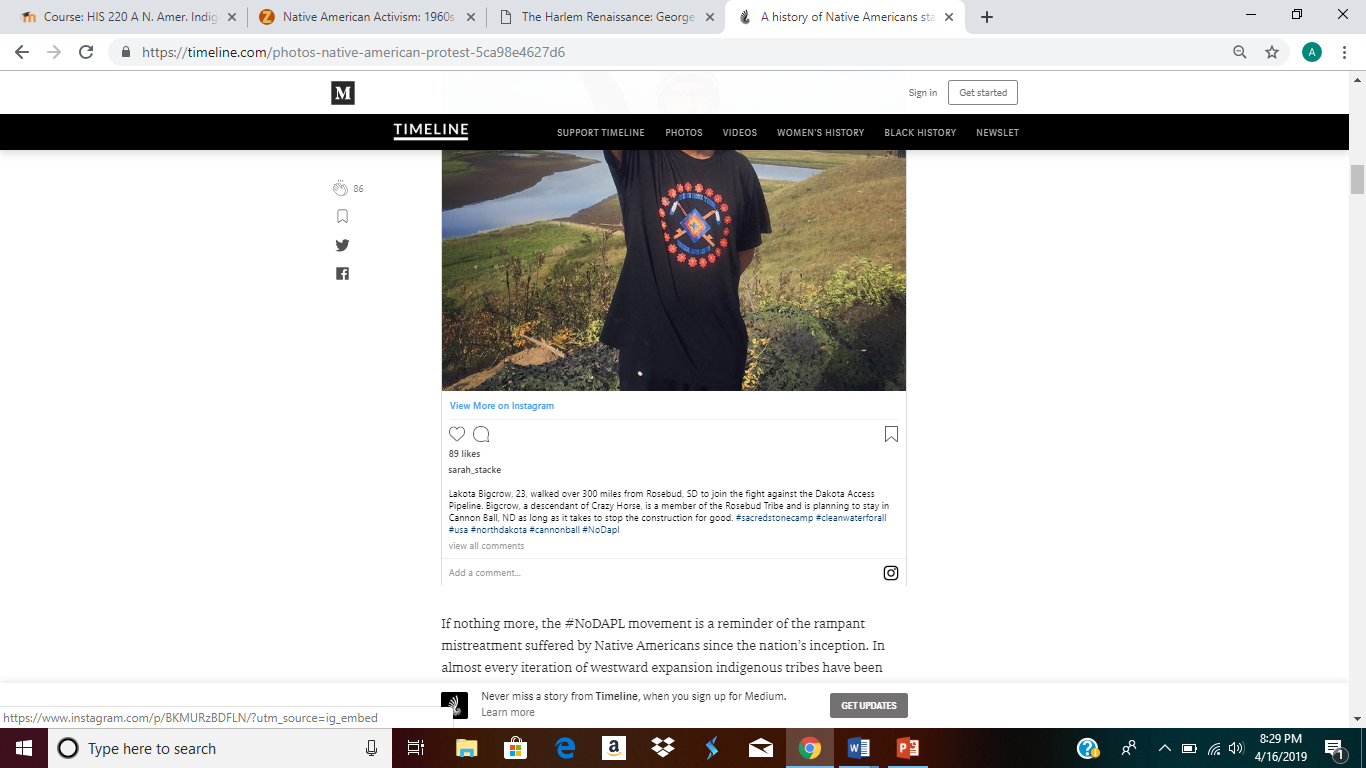 Course: HIS 220 A N. Amer. Indig
Native American Activism: 1960s
The Harlem Renaissance: George
A history of Native Americans sta
https://timeline.com/photos-native-american-protest-5ca98e4627d6
A
M
Sign in
Get started
TIMELINE
SUPPORT TIMELINE
PHOTOS
VIDEOS
WOMEN'S HISTORY
BLACK HISTORY
NEWSLET
86
View More on Instagram
89 likes
sarah_stacke
Lakota Bigcrow, 23, walked over 300 miles from Rosebud, SD to join the fight against the Dakota Access
Pipeline. Bigcrow, a descendant of Crazy Horse, is a member of the Rosebud Tribe and is planning to stay in
Cannon Ball, ND as long as it takes to stop the construction for good. #sacredstonecamp #cleanwaterforall
#usa #northdakota #cannonball #NoDapl
view all comments
Add a comment...
If nothing more, the #NoDAPL movement is a reminder of the rampant
mistreatment suffered by Native Americans since the nation's inception. In
almost every iteration of westward expansion indigenous tribes have been
Never miss a story from Timeline, when you sign up for Medium.
Learn more
GET UPDATES
https://www.instagram.com/p/BKMURzBDFLN/?utm_source=ig_embed
Type here to search
8:29 PM
4/16/2019
1